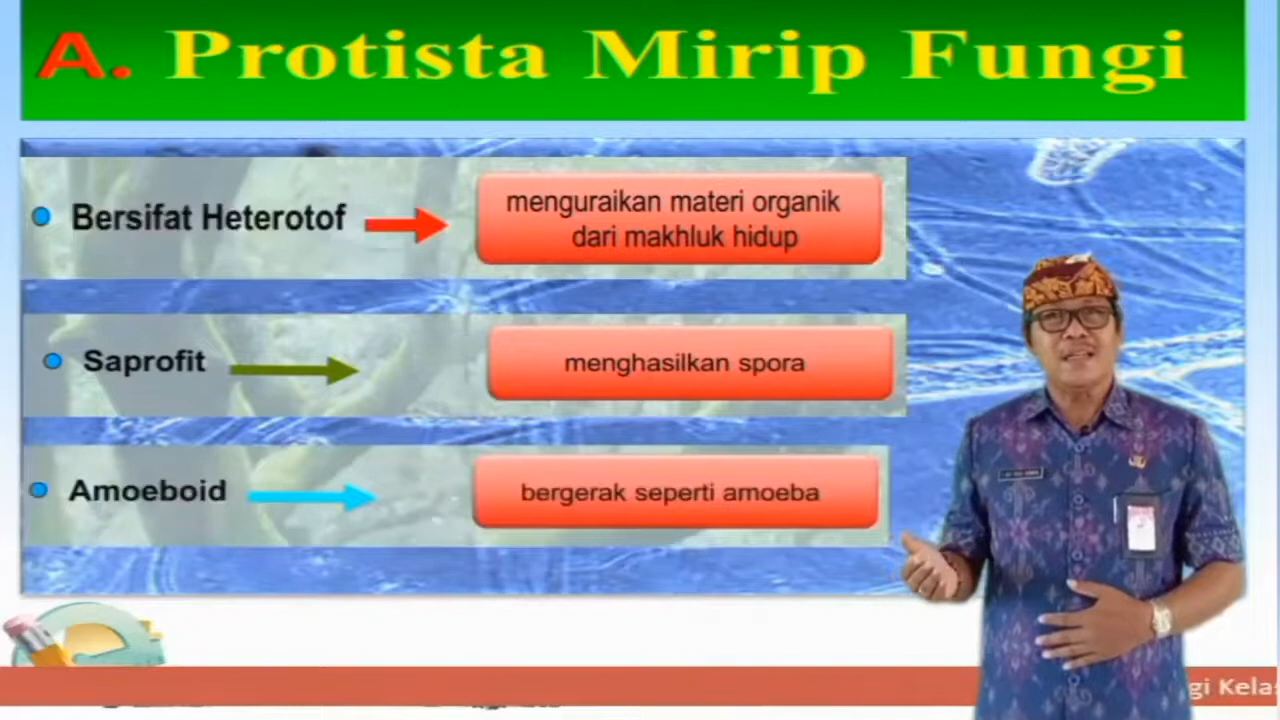 A. Protista Mirip Fungi
Bersifat Heterotof
menguraikan materi organik
dari makhluk hidup
Saprofit
menghasilkan spora
Amoeboid
bergerak seperti amoeba
gi Kelas